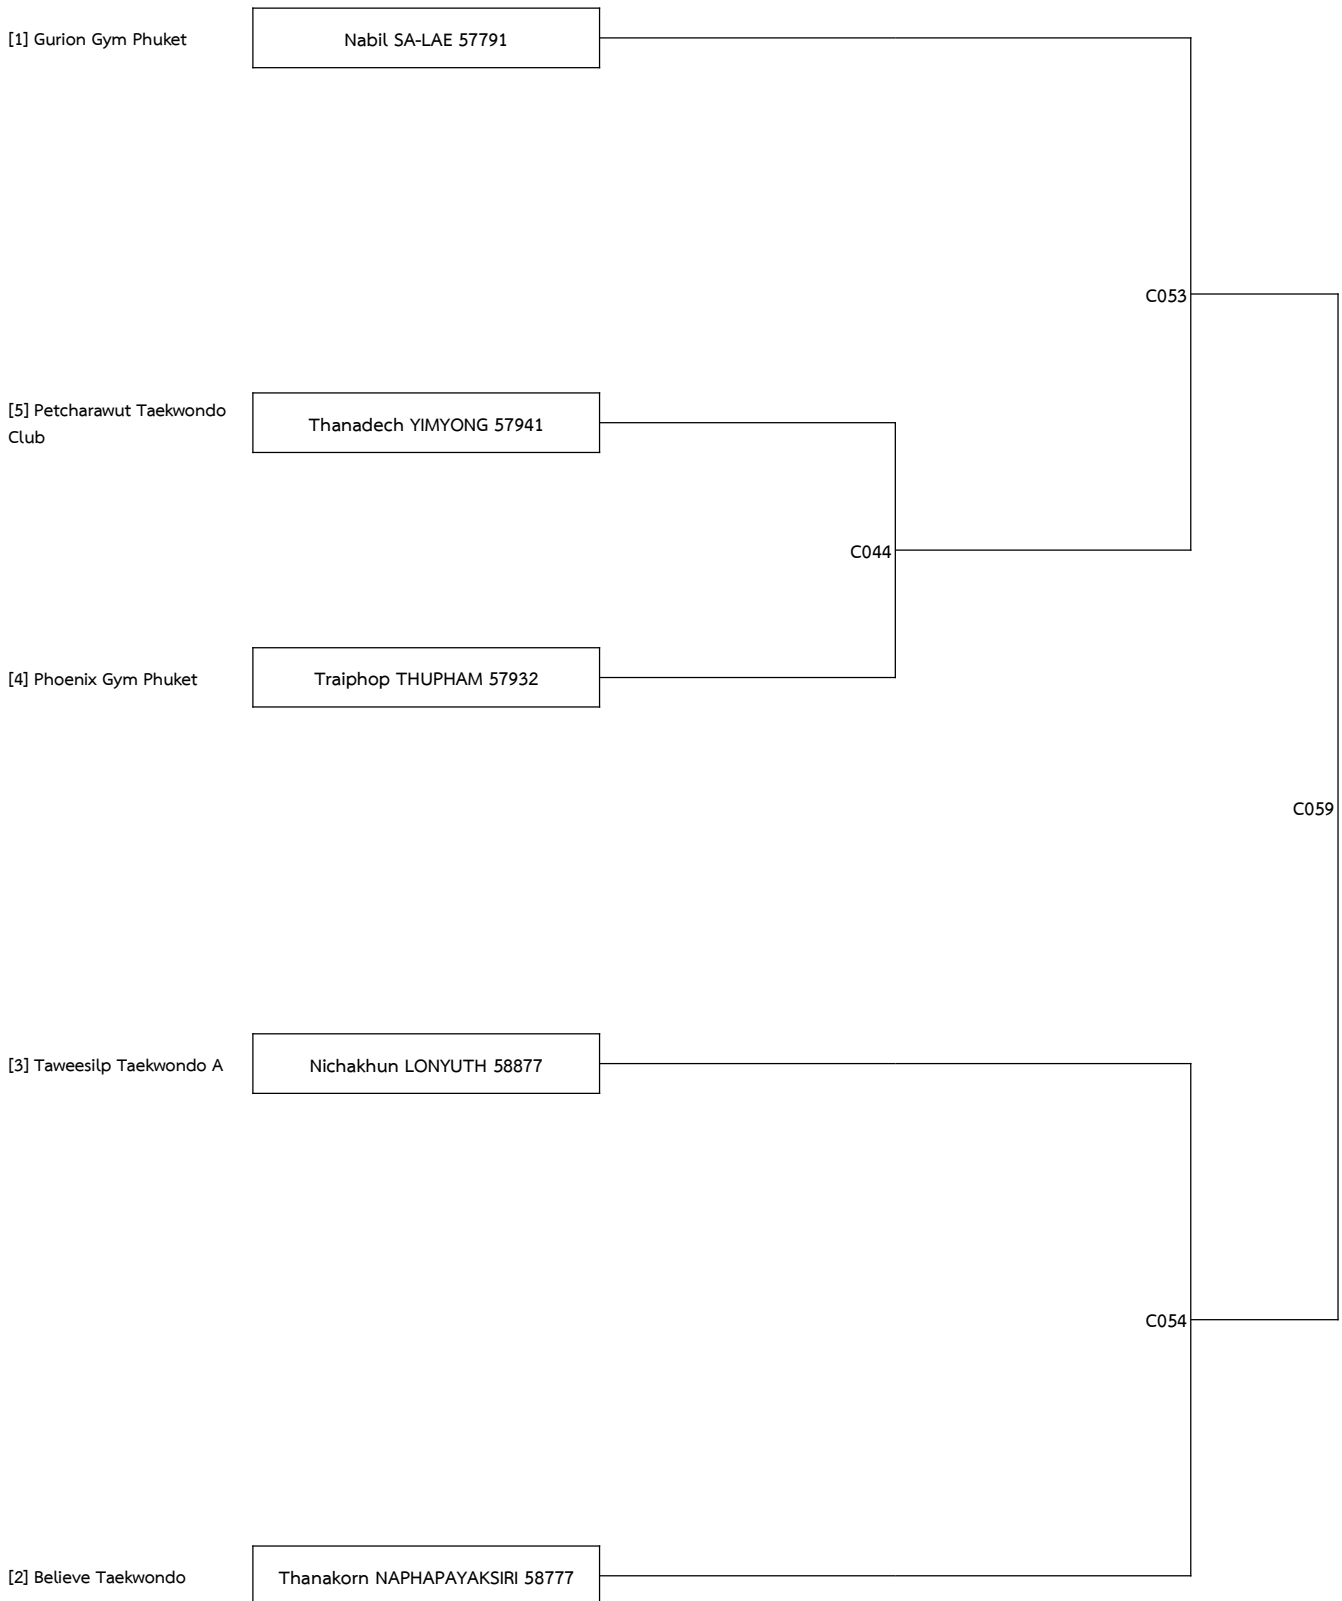 [1] Gurion Gym Phuket
Nabil SA-LAE 57791
C053
[5] Petcharawut Taekwondo
Club
Thanadech YIMYONG 57941
C044
[4] Phoenix Gym Phuket
Traiphop THUPHAM 57932
C059
[3] Taweesilp Taekwondo A
Nichakhun LONYUTH 58877
C054
[2] Believe Taekwondo
Thanakorn NAPHAPAYAKSIRI 58777